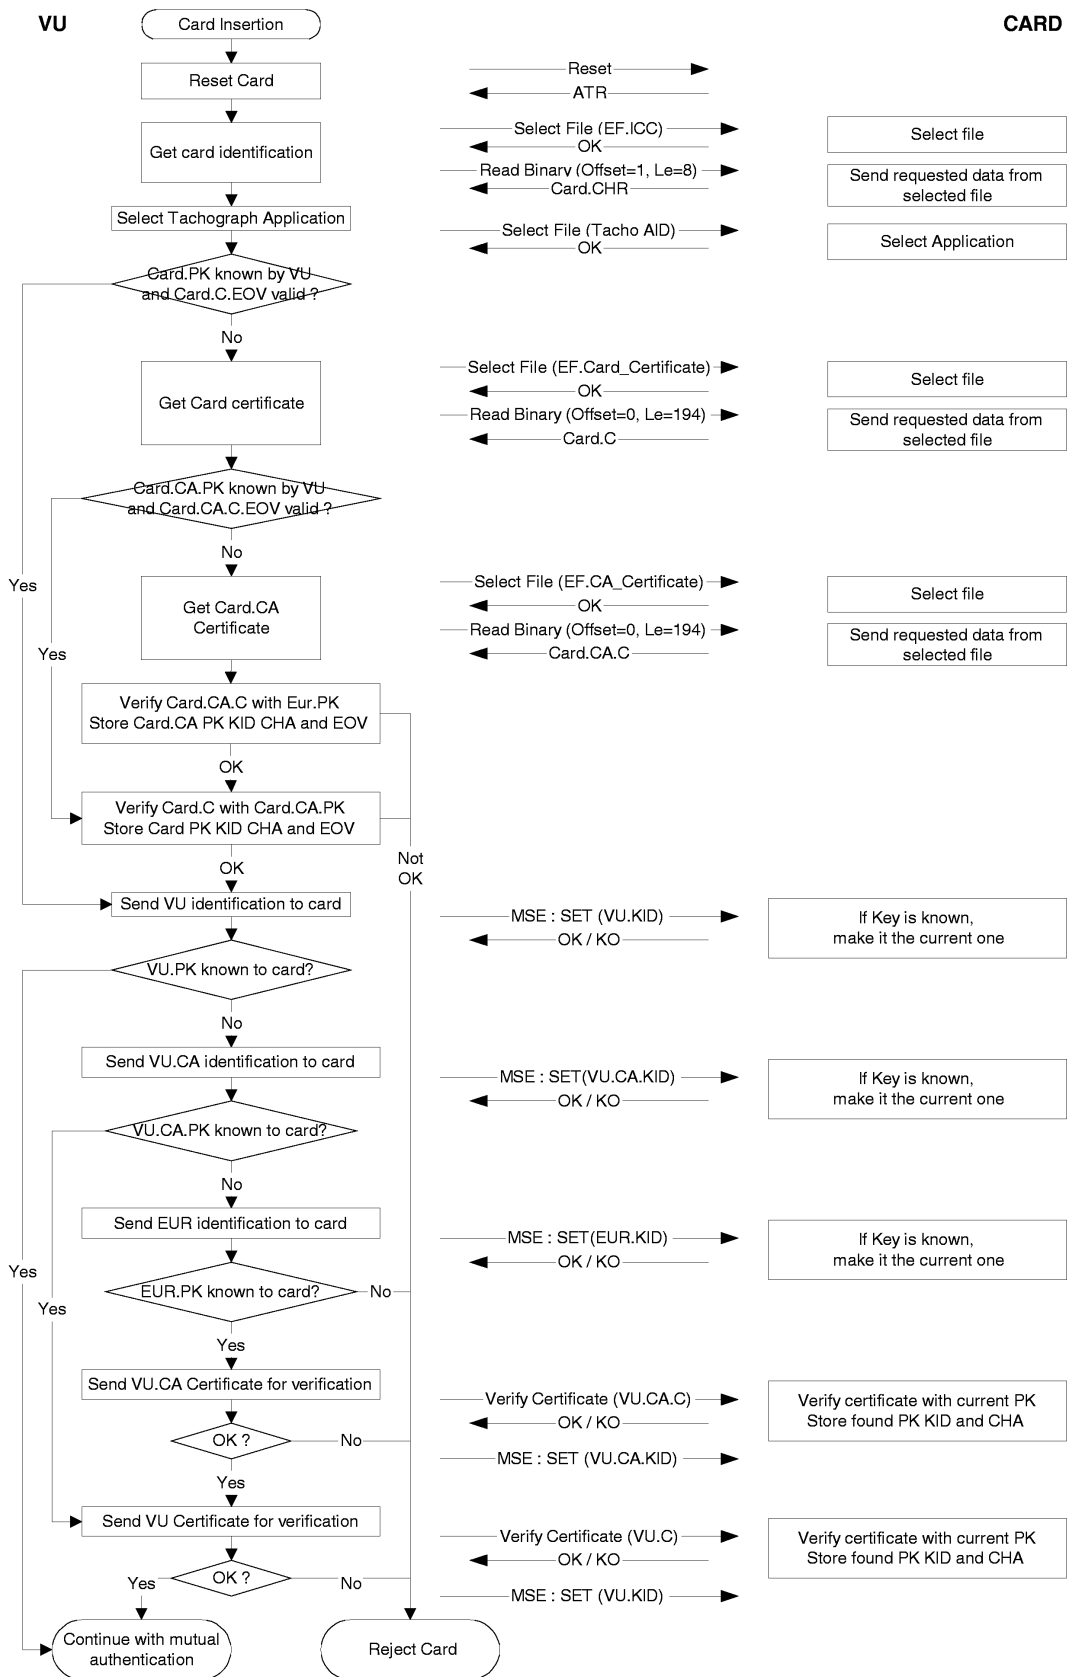 VU
CARD
Card Insertion
Reset Card
Reset
ATR
Get card identification
Select File (EF.ICC)
OK
Select file
Read Binary (Offset=1, Le=8)
Card.CHR
Send requested data from
selected file
Select Tachograph Application
Select File (Tacho AID)
OK
Select Application
Card.PK known by VU
and Card.C.EOV valid ?
No
Get Card certificate
Select File (EF.Card_Certificate)
OK
Select file
Read Binary (Offset=0, Le=194)
Card.C
Send requested data from
selected file
Card.CA.PK known by VU
and Card.CA.C.EOV valid ?
No
Yes
Get Card.CA
Certificate
Select File (EF.CA_Certificate)
OK
Select file
Read Binary (Offset=0, Le=194)
Card.CA.C
Send requested data from
selected file
Yes
Verify Card.CA.C with Eur.PK
Store Card.CA PK KID CHA and EOV
OK
Verify Card.C with Card.CA.PK
Store Card PK KID CHA and EOV
Not
OK
OK
Send VU identification to card
MSE : SET (VU.KID)
OK / KO
If Key is known,
make it the current one
VU.PK known to card?
No
Send VU.CA identification to card
MSE : SET(VU.CA.KID)
OK / KO
If Key is known,
make it the current one
VU.CA.PK known to card?
No
Send EUR identification to card
MSE : SET(EUR.KID)
OK / KO
If Key is known,
make it the current one
Yes
EUR.PK known to card?
No
Yes
Yes
Send VU.CA Certificate for verification
Verify Certificate (VU.CA.C)
OK / KO
Verify certificate with current PK
Store found PK KID and CHA
OK ?
No
MSE : SET (VU.CA.KID)
Yes
Send VU Certificate for verification
Verify Certificate (VU.C)
OK / KO
Verify certificate with current PK
Store found PK KID and CHA
OK ?
Yes
No
MSE : SET (VU.KID)
Continue with mutual
authentication
Reject Card